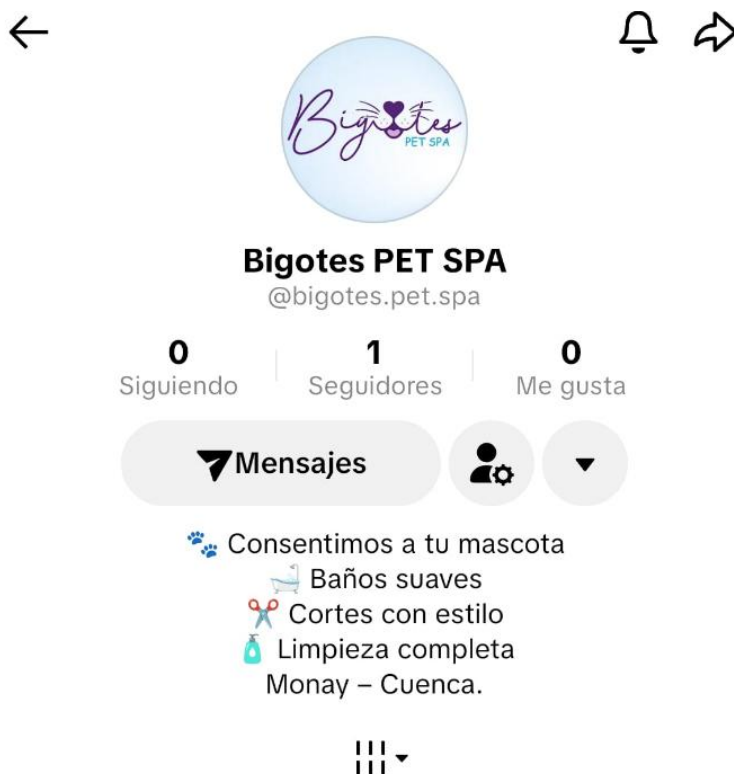 Bigotes
PET SPA
Bigotes PET SPA
@bigotes.pet.spa
0 1 0
Siguiendo Seguidores Me gusta
Mensajes
🐾 Consentimos a tu mascota
🛁 Baños suaves
✂️ Cortes con estilo
🧴 Limpieza completa
Monay – Cuenca.